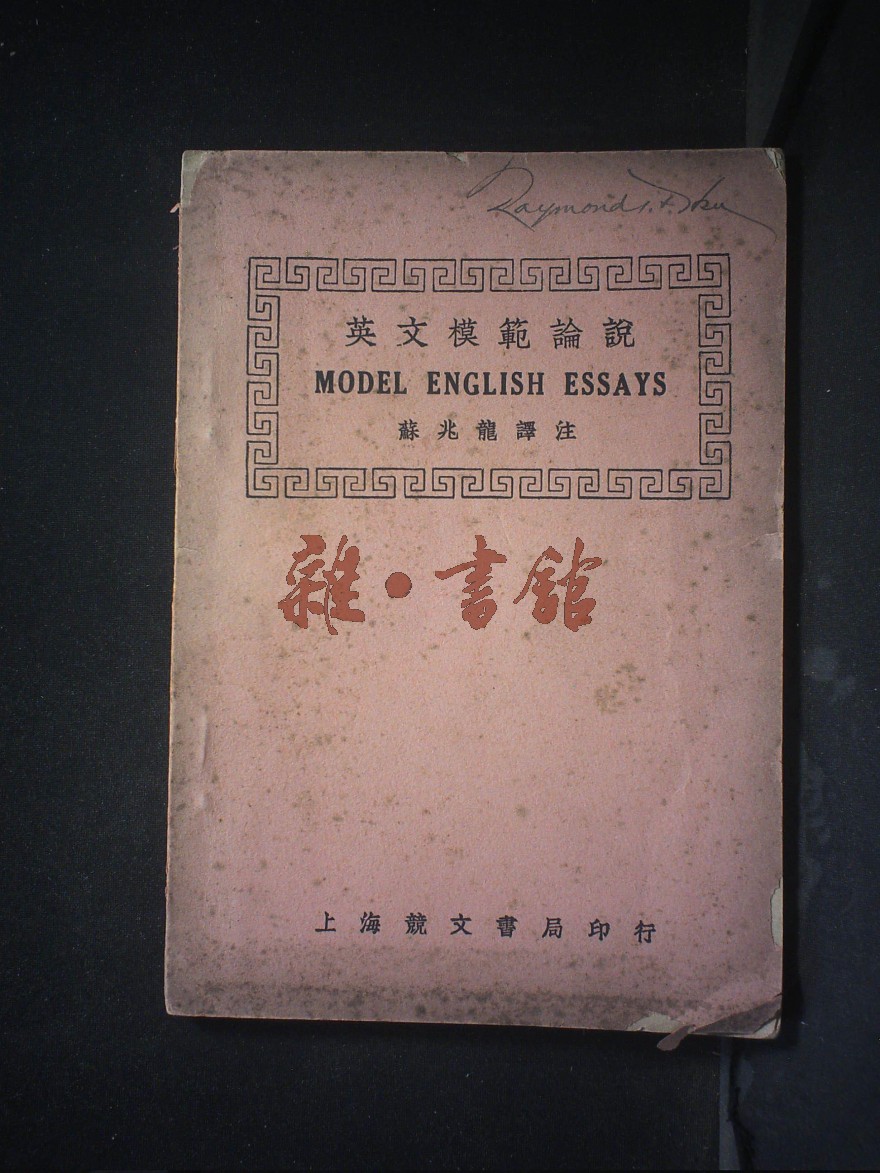 Raymond
英文模範論說
MODEL ENGLISH ESSAYS
蘇兆龍譯注
雜·書館
上海競文書局印行